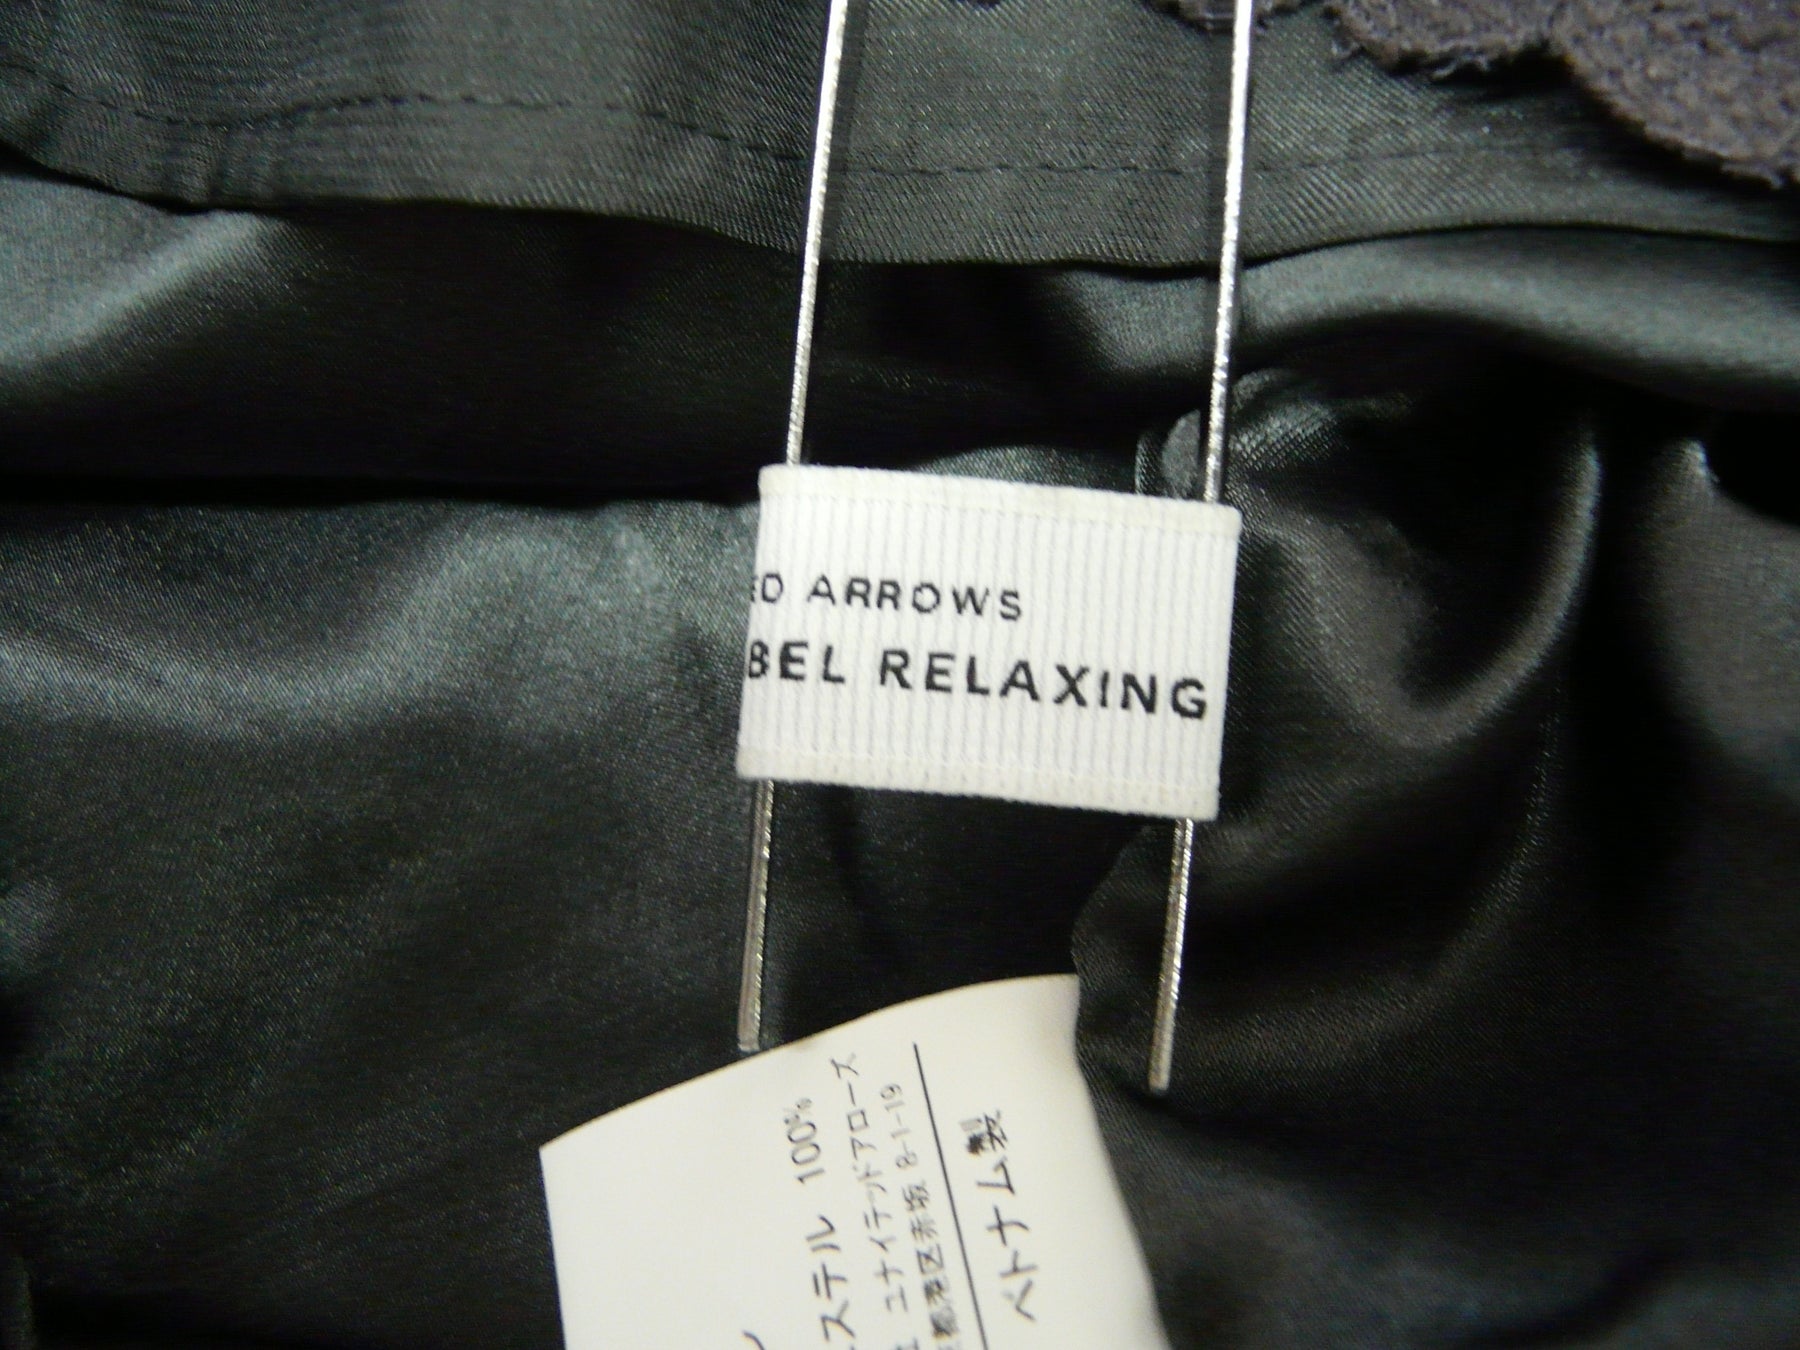 ED ARROWS
BEL RELAXING
ステル 100%
ユナイテッドアローズ
都港区赤坂 8-1-19
ベトナム製